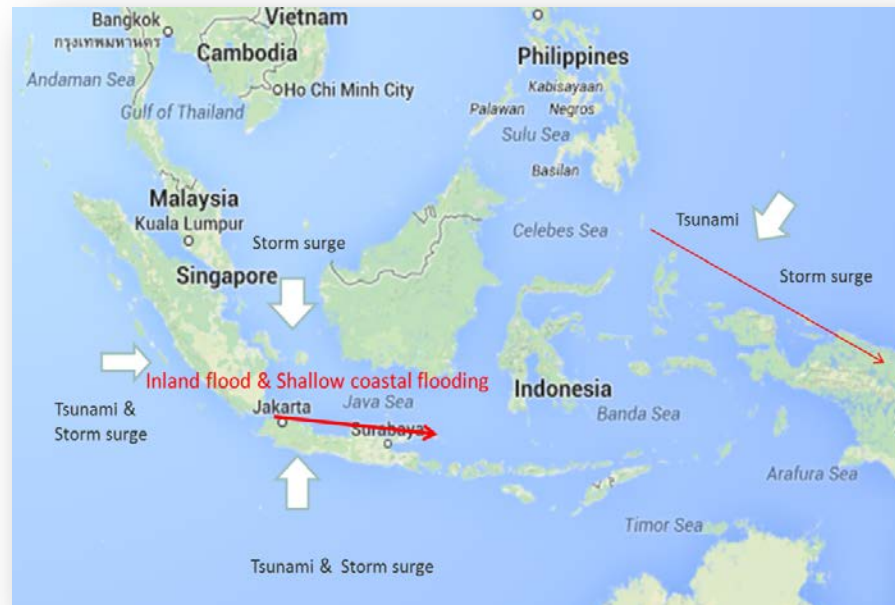 Vietnam
Bangkok
กรุงเทพมหานคร
Cambodia
Philippines
Andaman Sea
Ho Chi Minh City
Kabisayaan
Gulf of Thailand
Palawan
Negros
Sulu Sea
Basilan
Malaysia
Kuala Lumpur
Tsunami
Storm surge
Celebes Sea
Singapore
Storm surge
Inland flood & Shallow coastal flooding
Indonesia
Tsunami &
Storm surge
Jakarta
Java Sea
Banda Sea
Surabaya
Arafura Sea
Timor Sea
Tsunami & Storm surge